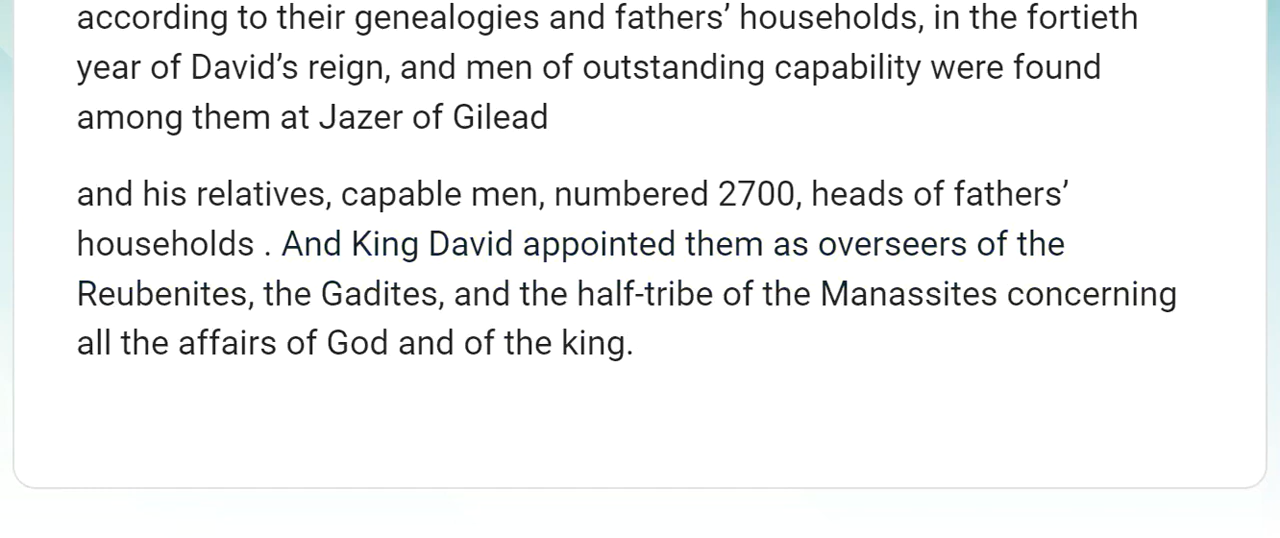 according to their genealogies and fathers’ households, in the fortieth
year of David’s reign, and men of outstanding capability were found
among them at Jazer of Gilead
and his relatives, capable men, numbered 2700, heads of fathers’
households . And King David appointed them as overseers of the
Reubenites, the Gadites, and the half-tribe of the Manassites concerning
all the affairs of God and of the king.